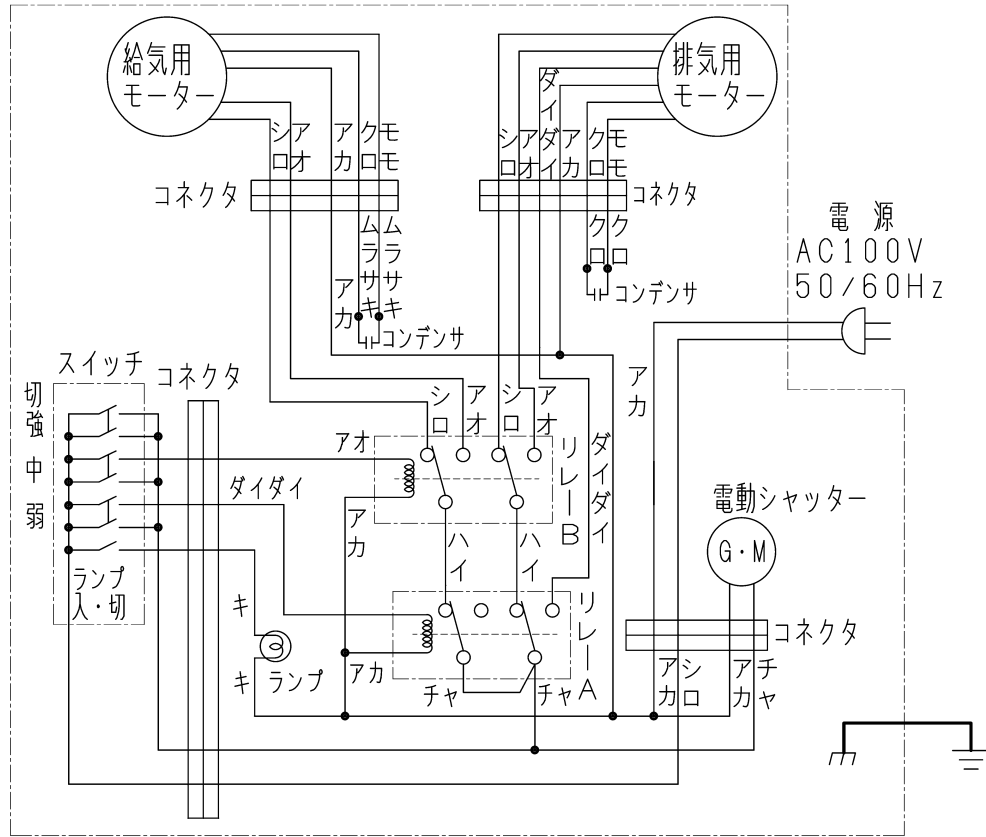 給気用
モーター
排気用
モーター
シロ
アオ
アカ
クロ
モモ
シロ
アオ
ダイダイ
アカ
クロ
モモ
コネクタ
コネクタ
アカ
ムラサキ
ムラサキ
クロ
クロ
コンデンサ
コンデンサ
電源
AC100V
50/60Hz
スイッチ
コネクタ
切
強
中
弱
ランプ
入・切
シロ
アオ
シロ
アオ
アカ
アオ
リレーB
ダイダイ
ダイダイ
アカ
ハイ
ハイ
電動シャッター
G・M
キ
キ
ランプ
アカ
リレーA
チャ
チャ
コネクタ
アカ
シロ
アカ
チャ